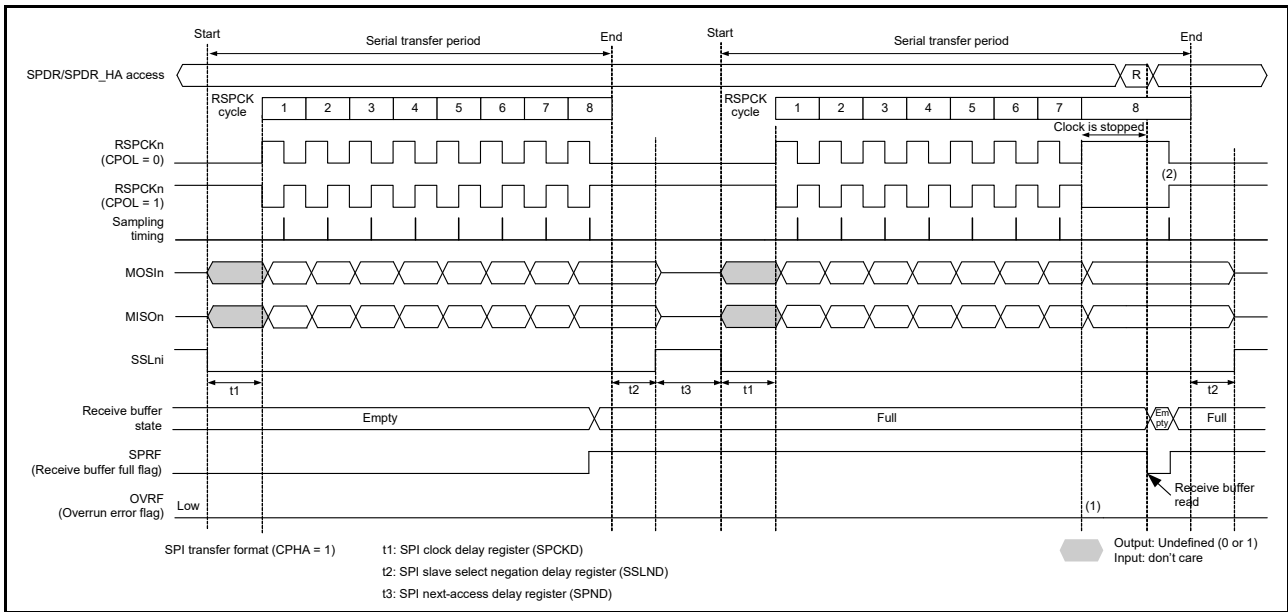 Start Serial transfer period End Start Serial transfer period End
SPDR/SPDR_HA access R
RSPCK cycle 1 2 3 4 5 6 7 8 RSPCK cycle 1 2 3 4 5 6 7 8
Clock is stopped
RSPCKn
(CPOL = 0)
(2)
RSPCKn
(CPOL = 1)
Sampling
timing
MOSIn
MISOn
SSLni
t1 t2 t3 t1 t2
Receive buffer
state
Empty Full Em
pty Full
SPRF
(Receive buffer full flag)
Receive buffer
read
OVRF
(Overrun error flag)
Low (1)
SPI transfer format (CPHA = 1)
t1: SPI clock delay register (SPCKD)
t2: SPI slave select negation delay register (SSLND)
t3: SPI next-access delay register (SPND)
Output: Undefined (0 or 1)
Input: don't care